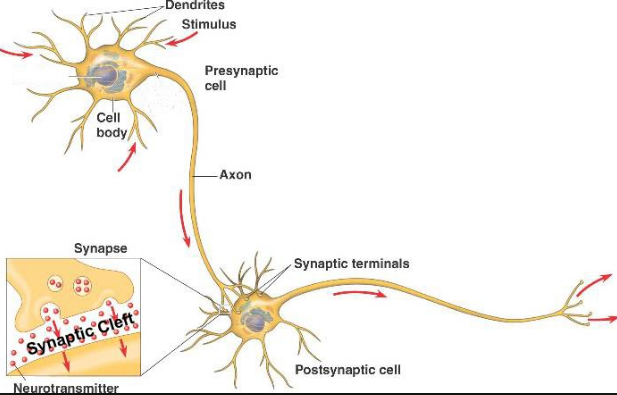 Dendrites
Stimulus
Presynaptic
cell
Cell
body
Axon
Synapse
Synaptic terminals
Synaptic Cleft
Postsynaptic cell
Neurotransmitter